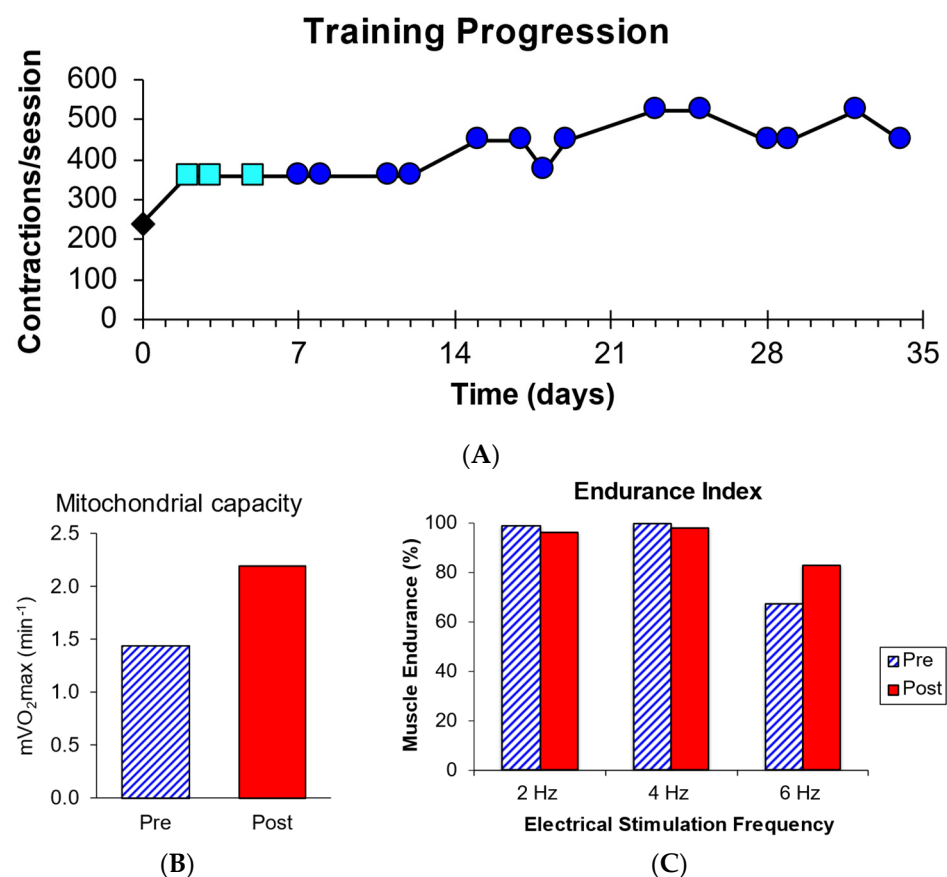 Training Progression
Contractions/session
600
500
400
300
200
100
0
0 7 14 21 28 35
Time (days)
(A)
Mitochondrial capacity
mVO₂max (min⁻¹)
2.5
2.0
1.5
1.0
0.5
0.0
Pre Post
(B)
Endurance Index
Muscle Endurance (%)
100
80
60
40
20
0
2 Hz 4 Hz 6 Hz
Electrical Stimulation Frequency
Pre
Post
(C)